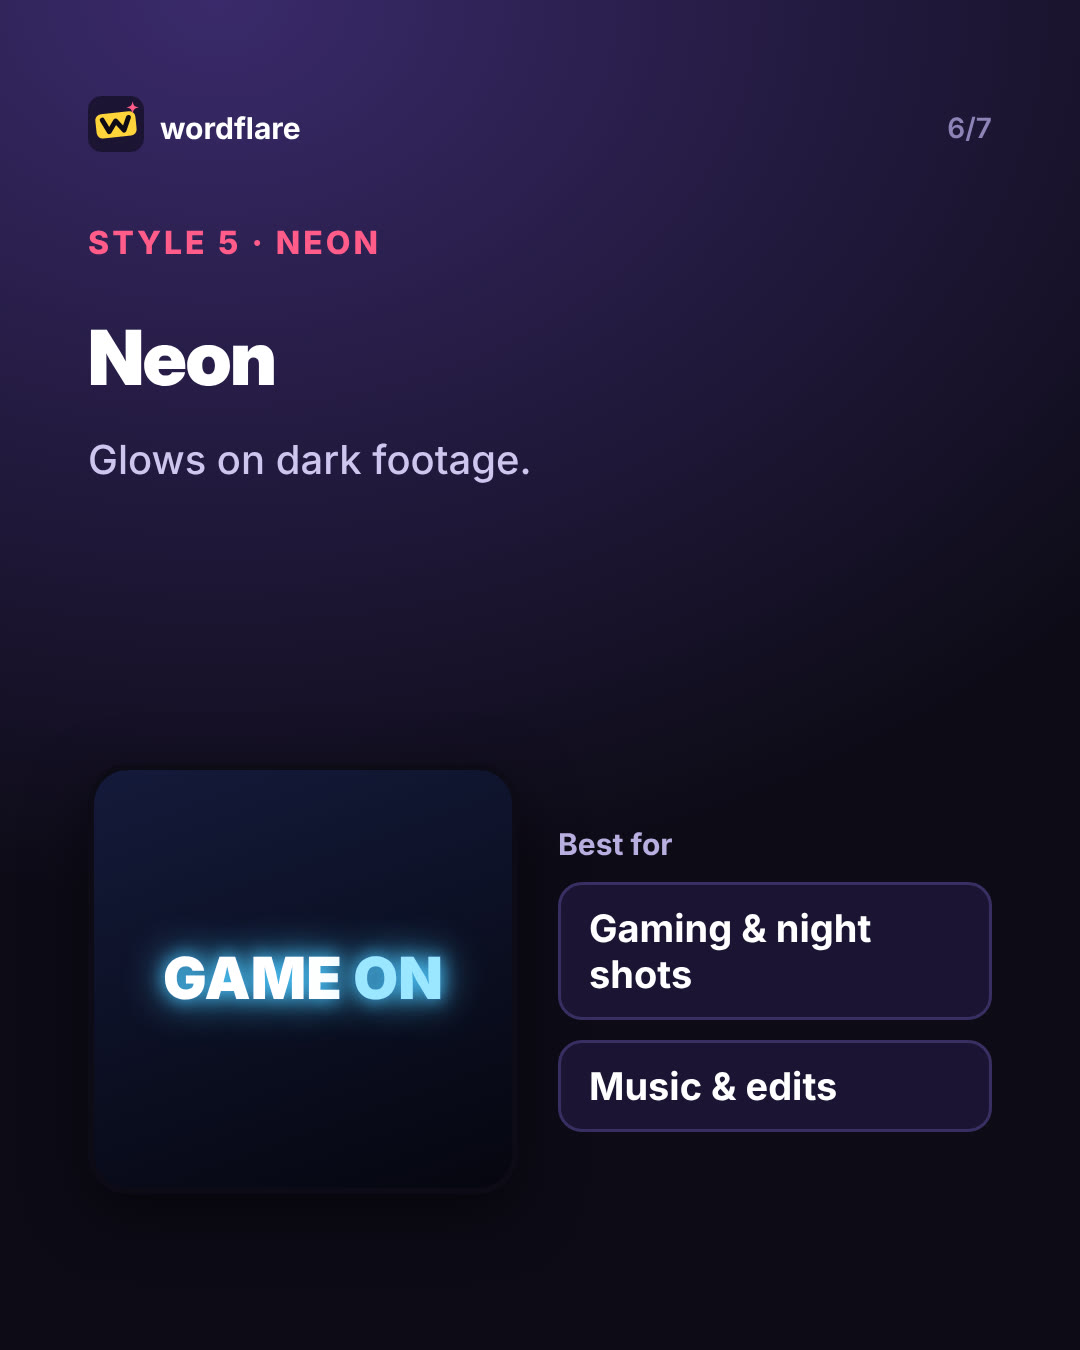 wordflare
6/7
STYLE 5 · NEON
Neon
Glows on dark footage.
GAME ON
Best for
Gaming & night
shots
Music & edits